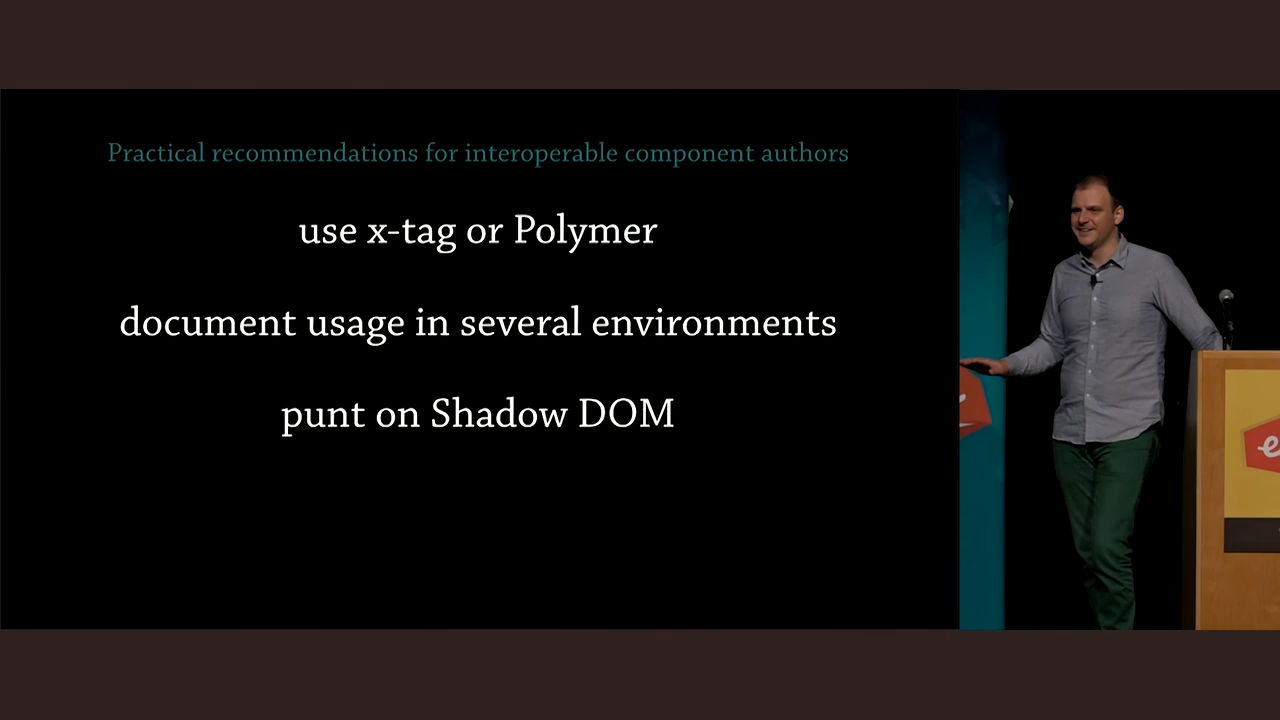 Practical recommendations for interoperable component authors
use x-tag or Polymer
document usage in several environments
punt on Shadow DOM